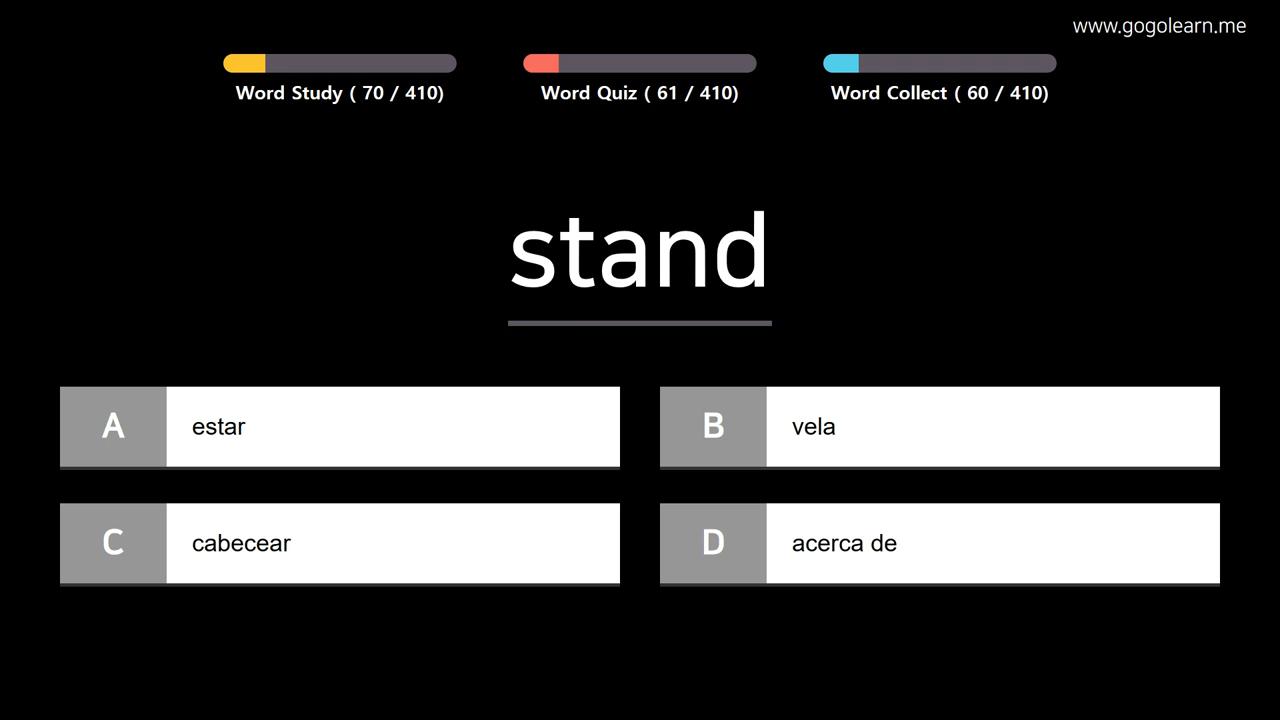 www.gogolearn.me
Word Study ( 70 / 410)
Word Quiz ( 61 / 410)
Word Collect ( 60 / 410)
stand
A estar
B vela
C cabecear
D acerca de